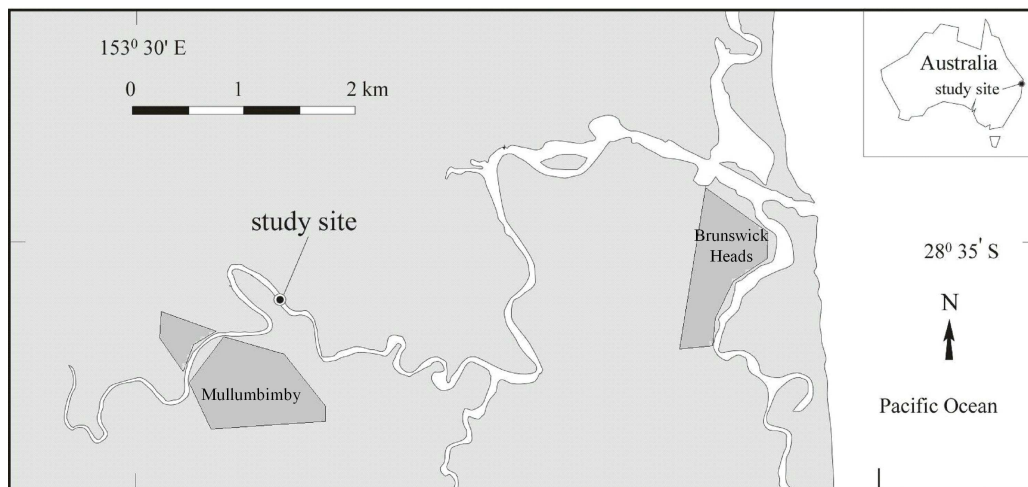 153⁰ 30' E
0 1 2 km
Australia
study site
study site
Brunswick
Heads
28⁰ 35' S
N
Mullumbimby
Pacific Ocean